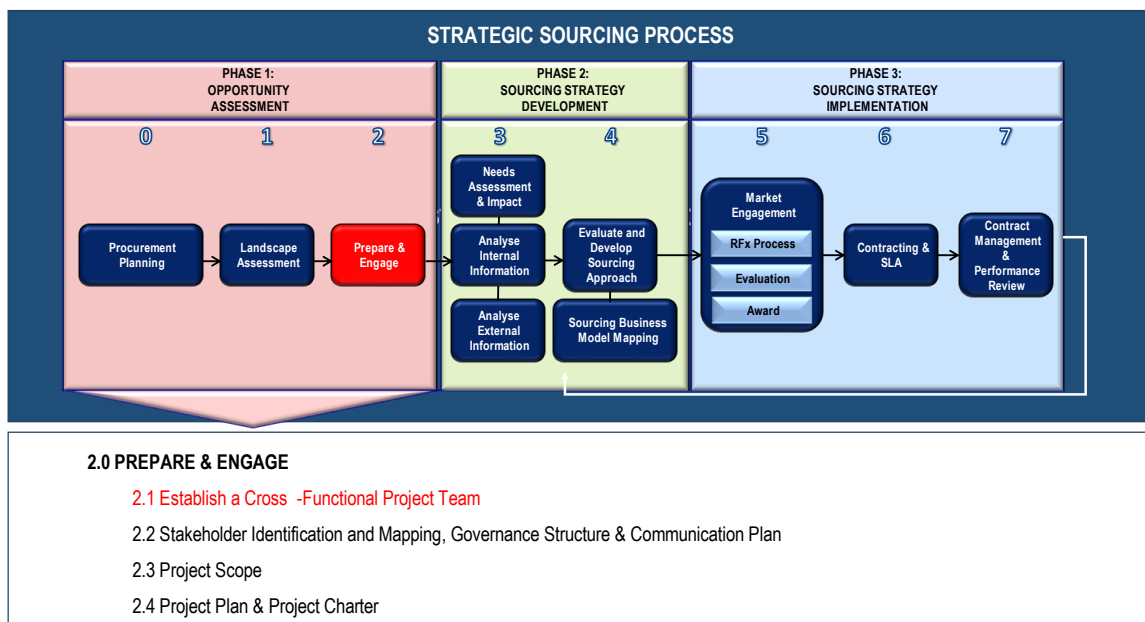 STRATEGIC SOURCING PROCESS
PHASE 1:
OPPORTUNITY
ASSESSMENT
PHASE 2:
SOURCING STRATEGY
DEVELOPMENT
PHASE 3:
SOURCING STRATEGY
IMPLEMENTATION
0
1
2
3
4
5
6
7
Procurement
Planning
Landscape
Assessment
Prepare &
Engage
Needs
Assessment
& Impact
Analyse
Internal
Information
Analyse
External
Information
Evaluate and
Develop
Sourcing
Approach
Sourcing Business
Model Mapping
Market
Engagement
RFx Process
Evaluation
Award
Contracting &
SLA
Contract
Management
&
Performance
Review
2.0 PREPARE & ENGAGE
2.1 Establish a Cross -Functional Project Team
2.2 Stakeholder Identification and Mapping, Governance Structure & Communication Plan
2.3 Project Scope
2.4 Project Plan & Project Charter